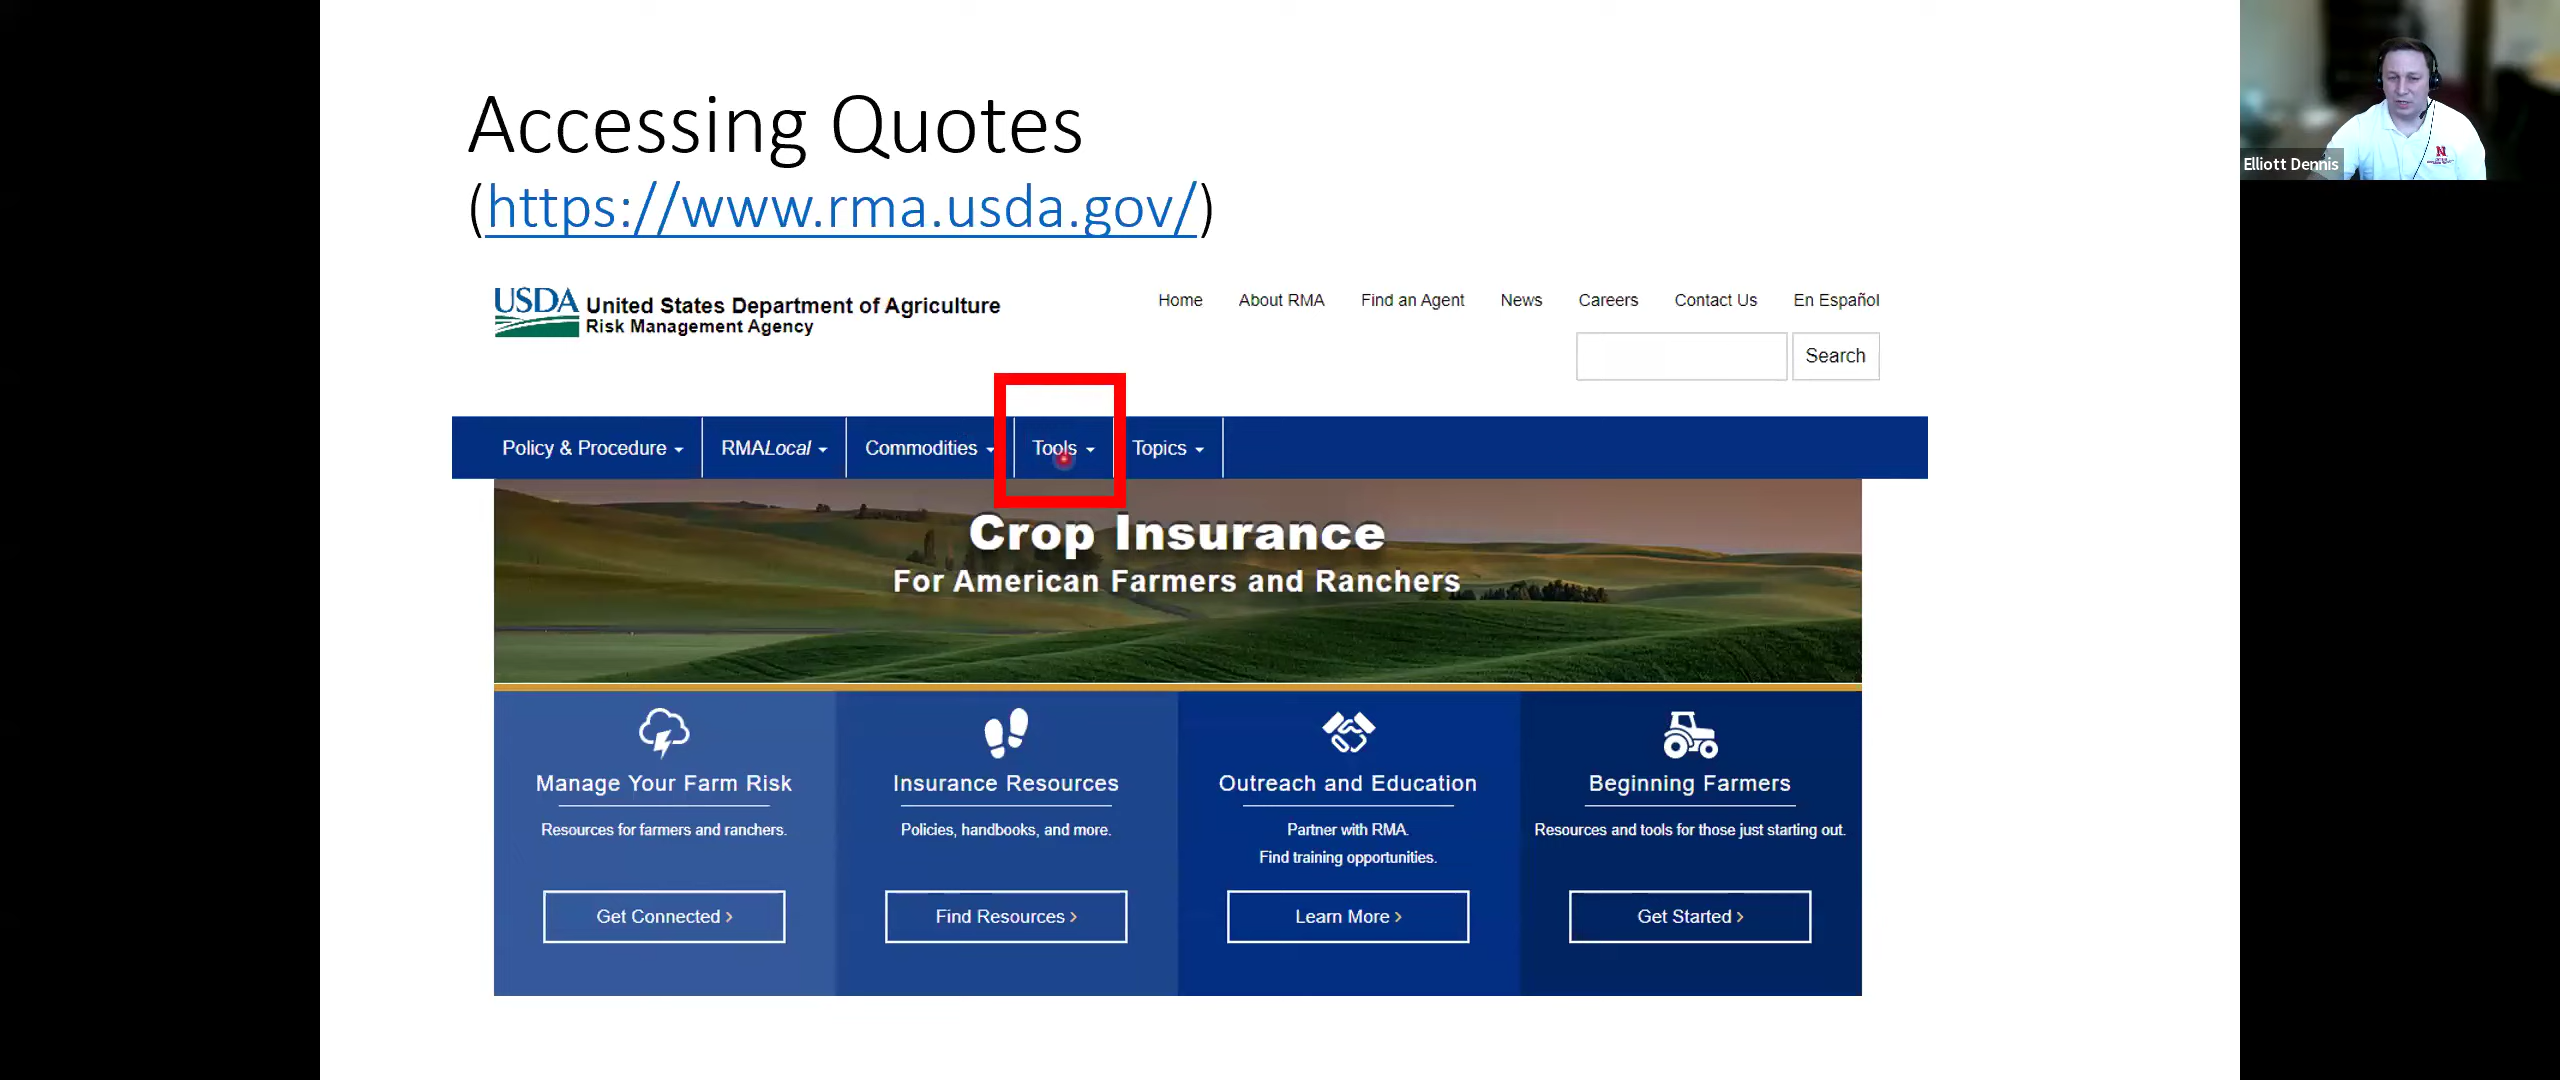 Accessing Quotes
(https://www.rma.usda.gov/)
Elliott Dennis
N
USDA United States Department of Agriculture
Risk Management Agency
Home About RMA Find an Agent News Careers Contact Us En Español
Search
Policy & Procedure RMALocal Commodities Tools Topics
Crop Insurance
For American Farmers and Ranchers
Manage Your Farm Risk
Resources for farmers and ranchers.
Get Connected ›
Insurance Resources
Policies, handbooks, and more.
Find Resources ›
Outreach and Education
Partner with RMA.
Find training opportunities.
Learn More ›
Beginning Farmers
Resources and tools for those just starting out.
Get Started ›